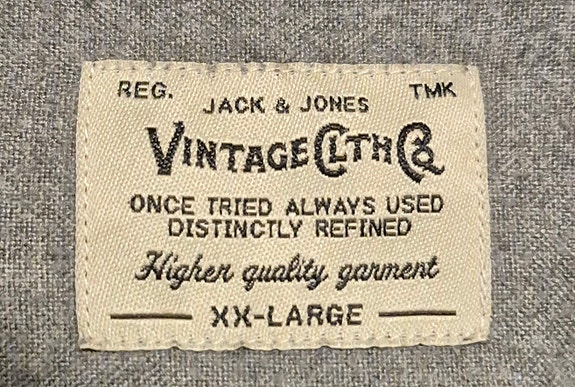 REG. TMK
JACK & JONES
VINTAGE CLTH CO
ONCE TRIED ALWAYS USED
DISTINCTLY REFINED
Higher quality garment
XX-LARGE